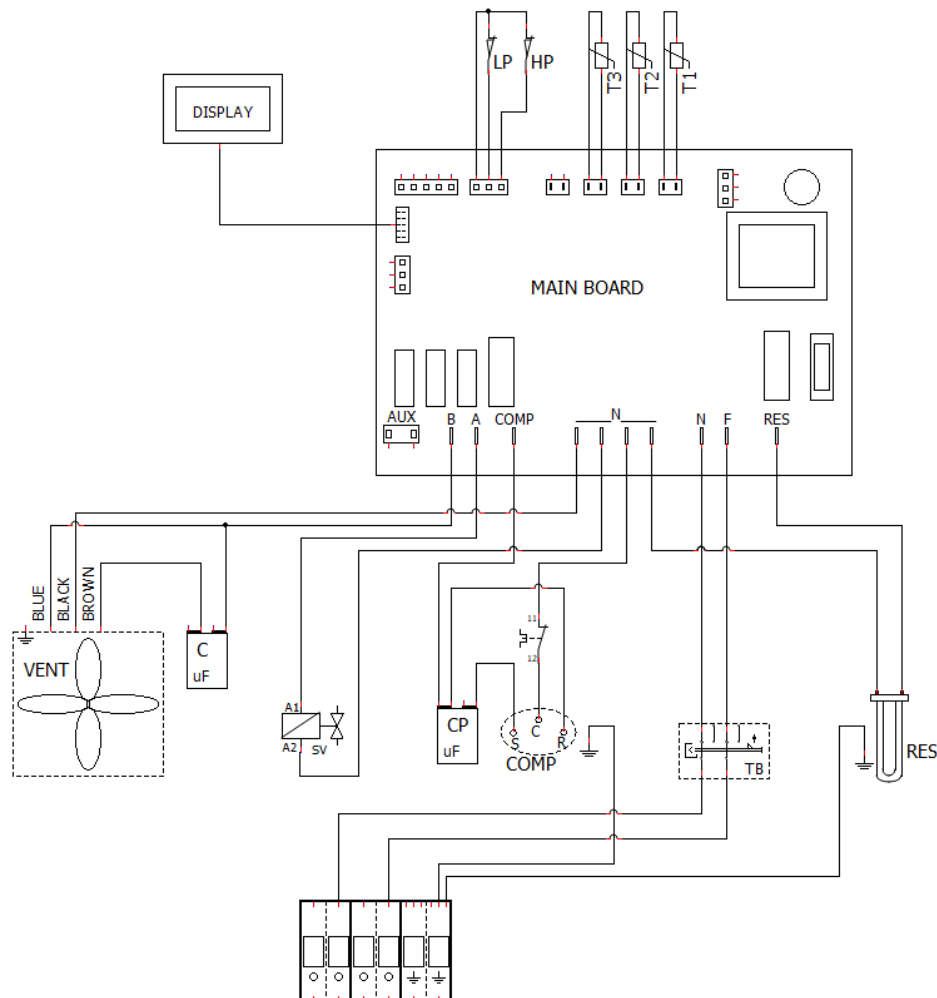 LP HP
T3 T2 T1
DISPLAY
MAIN BOARD
AUX B A COMP N N F RES
BLUE
BLACK
BROWN
VENT
C
uF
A1
A2 SV
11
12
CP
uF
S C R
COMP
TB
RES